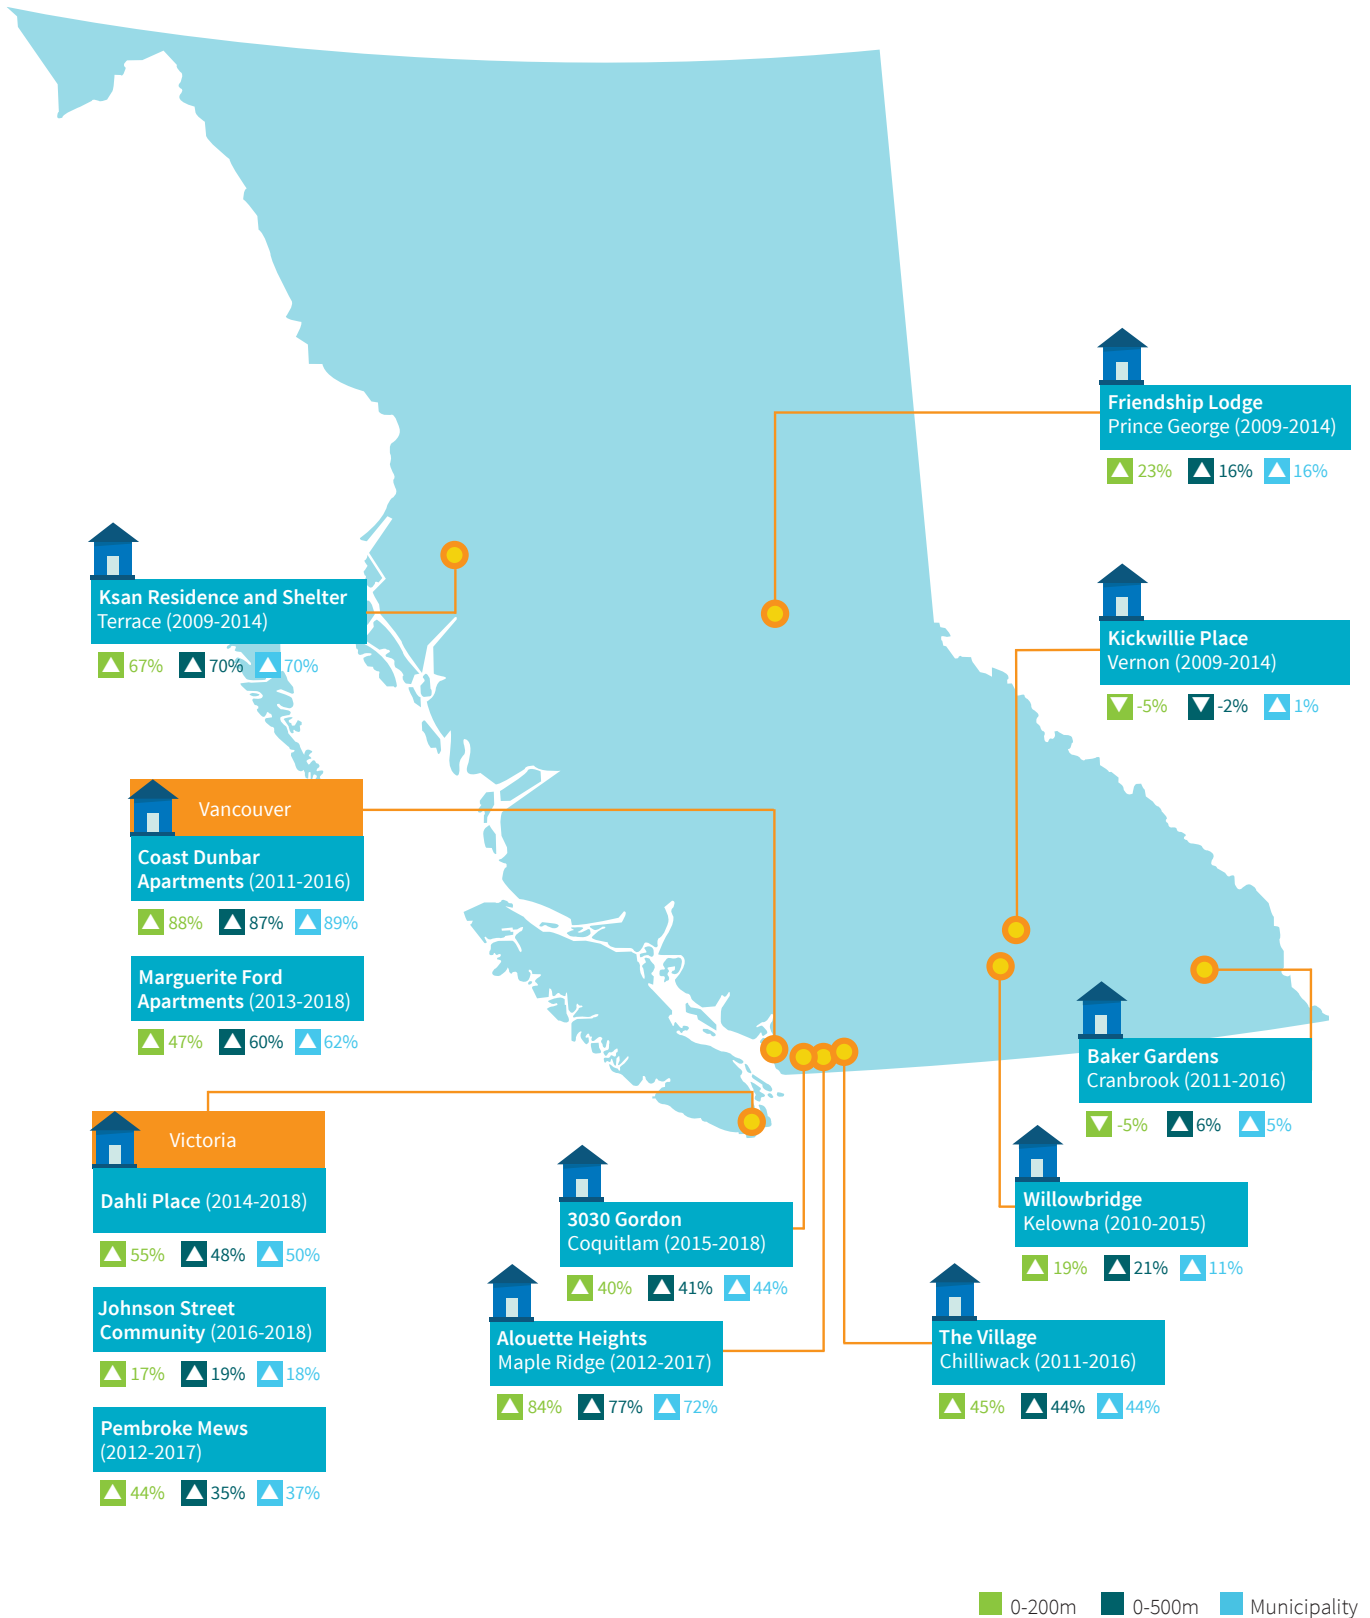 Friendship Lodge
Prince George (2009-2014)
23% 16% 16%
Ksan Residence and Shelter
Terrace (2009-2014)
67% 70% 70%
Kickwillie Place
Vernon (2009-2014)
-5% -2% 1%
Vancouver
Coast Dunbar
Apartments (2011-2016)
88% 87% 89%
Marguerite Ford
Apartments (2013-2018)
47% 60% 62%
Baker Gardens
Cranbrook (2011-2016)
-5% 6% 5%
Victoria
Dahli Place (2014-2018)
55% 48% 50%
Johnson Street
Community (2016-2018)
17% 19% 18%
Pembroke Mews
(2012-2017)
44% 35% 37%
3030 Gordon
Coquitlam (2015-2018)
40% 41% 44%
Willowbridge
Kelowna (2010-2015)
19% 21% 11%
Alouette Heights
Maple Ridge (2012-2017)
84% 77% 72%
The Village
Chilliwack (2011-2016)
45% 44% 44%
0-200m 0-500m Municipality